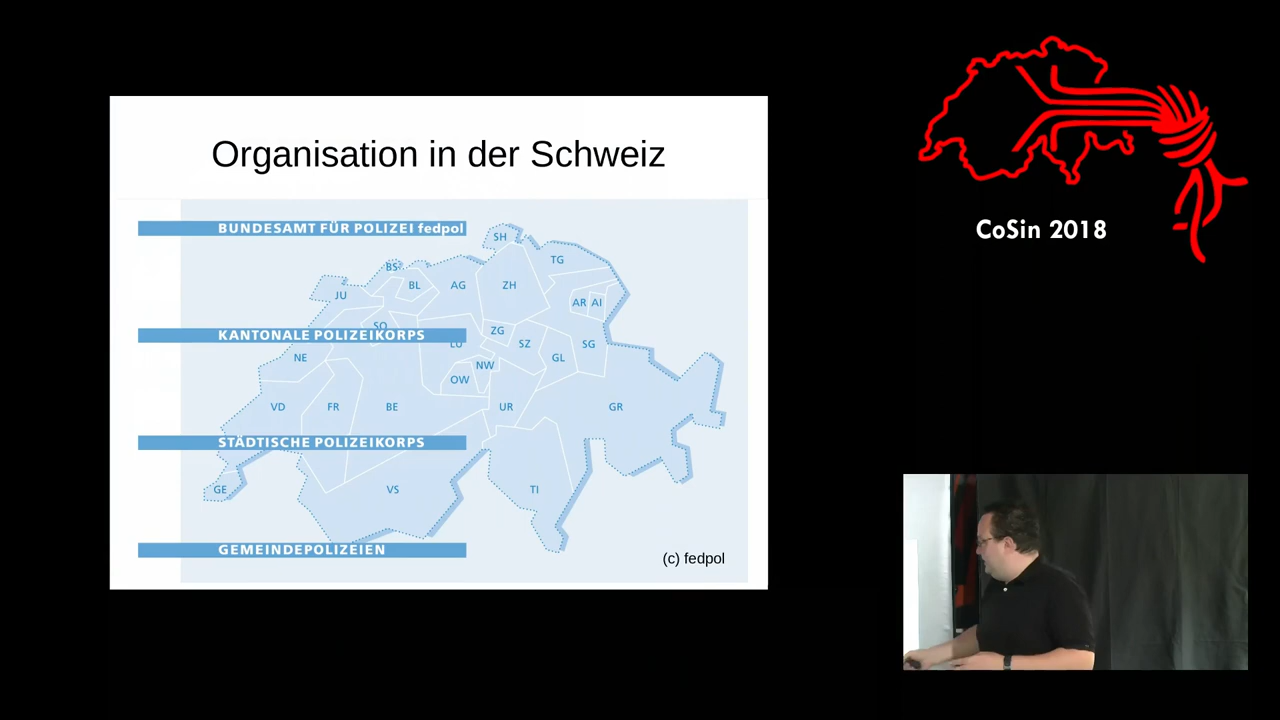 Organisation in der Schweiz
BUNDESAMT FÜR POLIZEI fedpol
SH
BS
TG
BL
AG
ZH
JU
AR
AI
SO
KANTONALE POLIZEIKORPS
ZG
LU
SZ
SG
NE
GL
NW
OW
VD
FR
BE
UR
GR
STÄDTISCHE POLIZEIKORPS
GE
VS
TI
GEMEINDEPOLIZEIEN
(c) fedpol
CoSin 2018